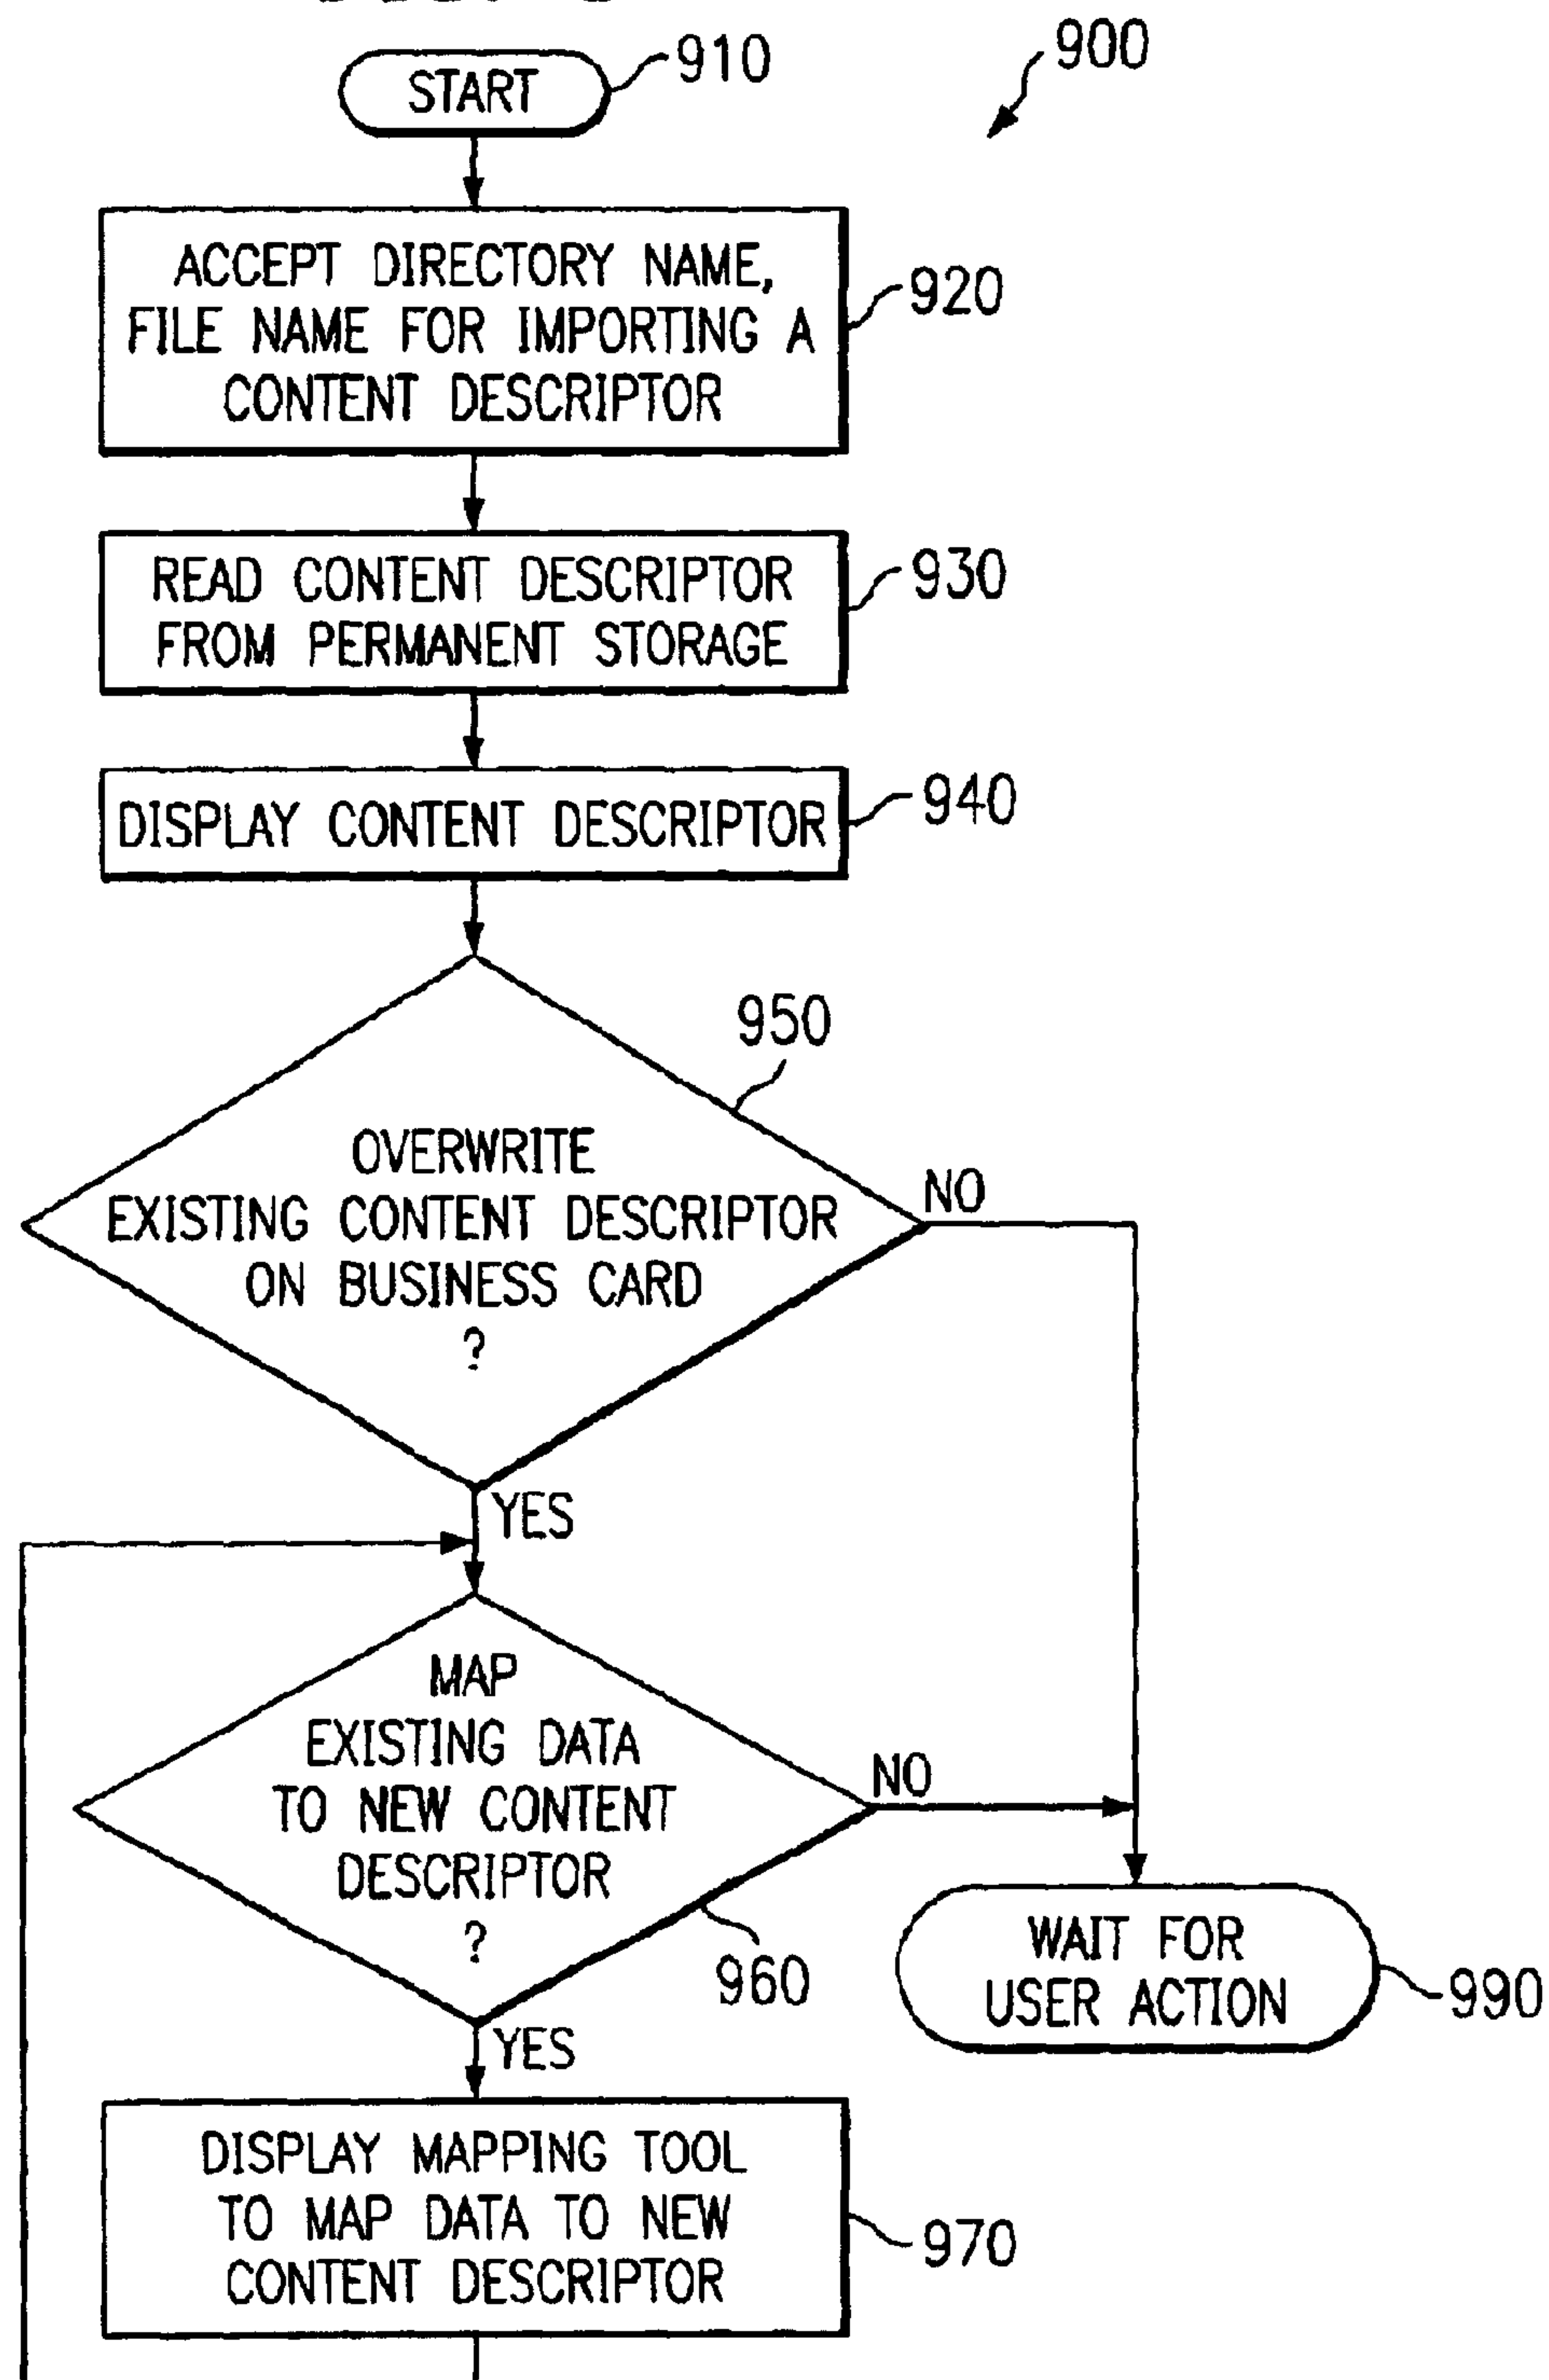 START
910
900
ACCEPT DIRECTORY NAME,
FILE NAME FOR IMPORTING A
CONTENT DESCRIPTOR
920
READ CONTENT DESCRIPTOR
FROM PERMANENT STORAGE
930
DISPLAY CONTENT DESCRIPTOR
940
950
OVERWRITE
EXISTING CONTENT DESCRIPTOR
ON BUSINESS CARD
?
NO
YES
MAP
EXISTING DATA
TO NEW CONTENT
DESCRIPTOR
?
NO
960
YES
WAIT FOR
USER ACTION
990
DISPLAY MAPPING TOOL
TO MAP DATA TO NEW
CONTENT DESCRIPTOR
970